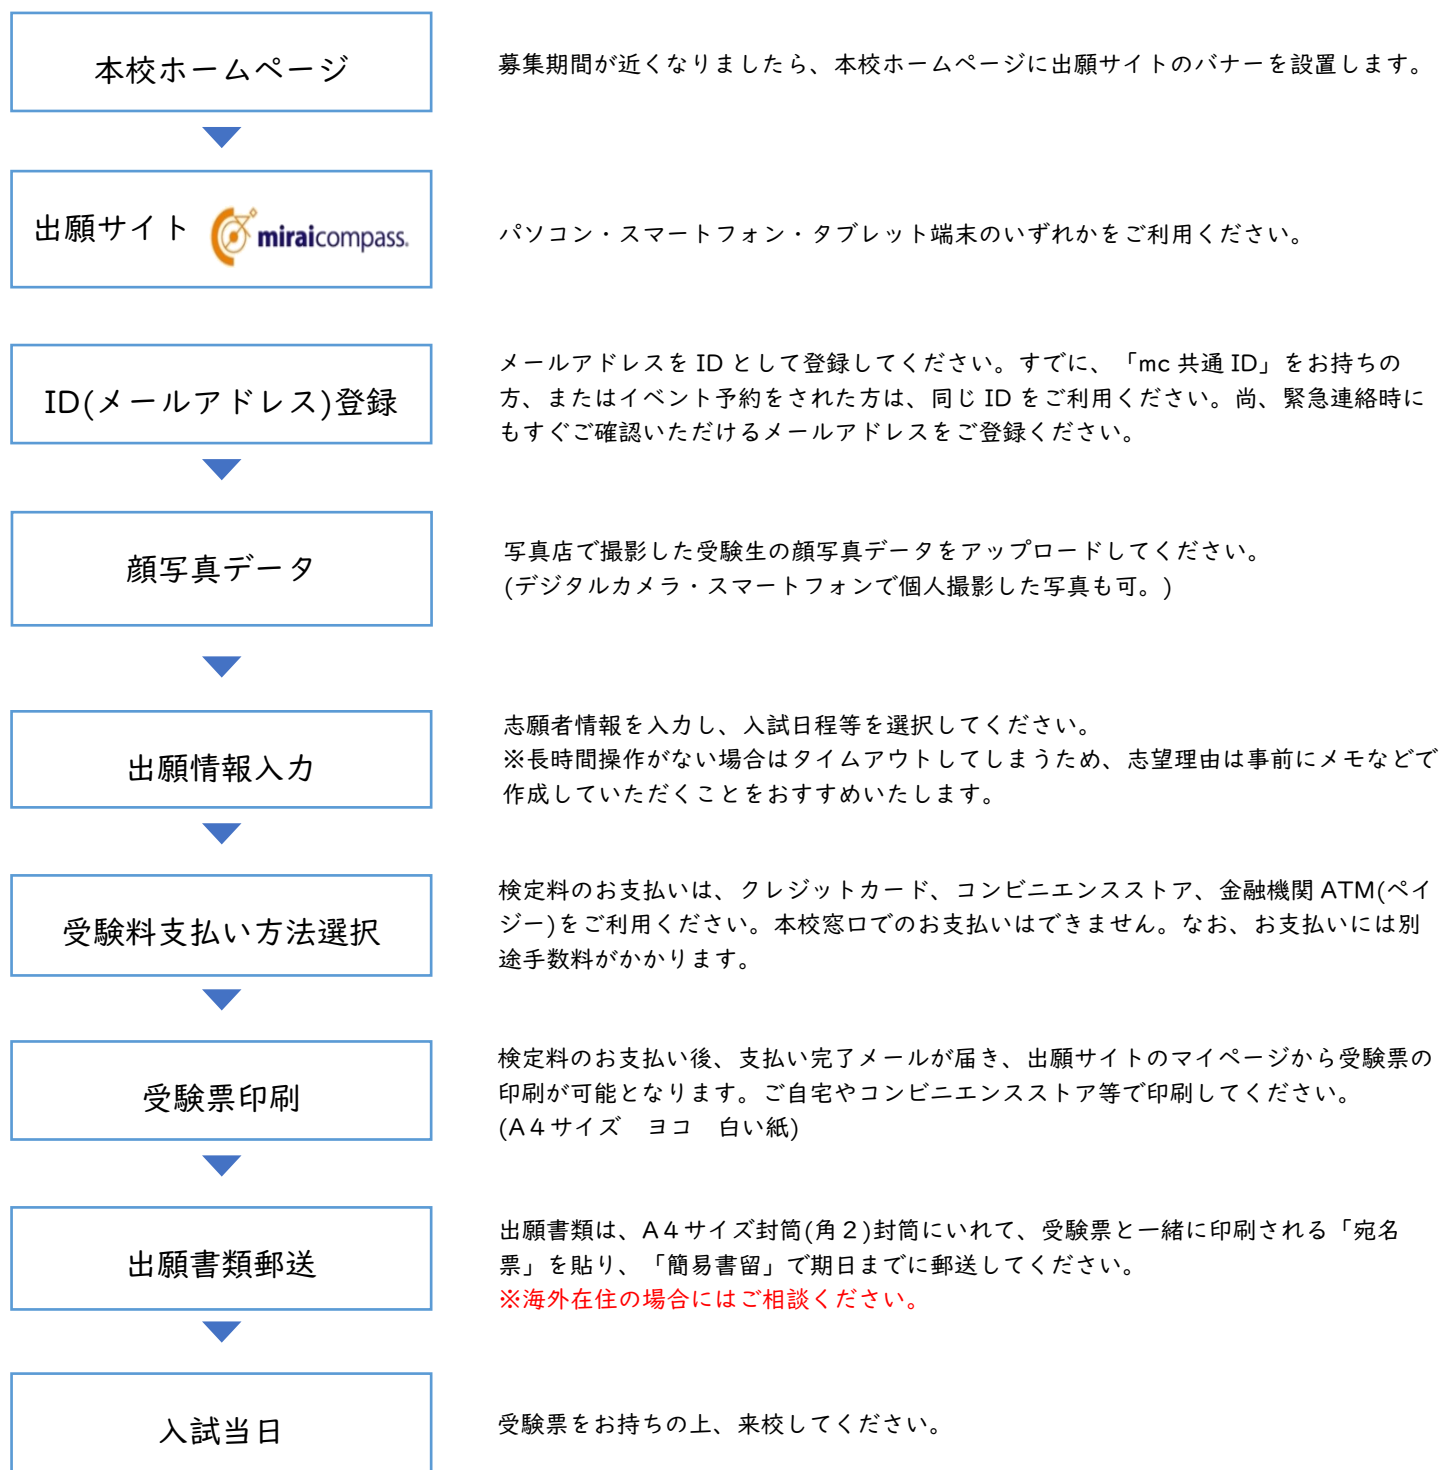 本校ホームページ
募集期間が近くなりましたら、本校ホームページに出願サイトのバナーを設置します。
出願サイト miraicompass.
パソコン・スマートフォン・タブレット端末のいずれかをご利用ください。
ID(メールアドレス)登録
メールアドレスを ID として登録してください。すでに、「mc 共通 ID」をお持ちの
方、またはイベント予約をされた方は、同じ ID をご利用ください。尚、緊急連絡時に
もすぐご確認いただけるメールアドレスをご登録ください。
顔写真データ
写真店で撮影した受験生の顔写真データをアップロードしてください。
(デジタルカメラ・スマートフォンで個人撮影した写真も可。)
出願情報入力
志願者情報を入力し、入試日程等を選択してください。
※長時間操作がない場合はタイムアウトしてしまうため、志望理由は事前にメモなどで
作成していただくことをおすすめいたします。
受験料支払い方法選択
検定料のお支払いは、クレジットカード、コンビニエンスストア、金融機関 ATM(ペイ
ジー)をご利用ください。本校窓口でのお支払いはできません。なお、お支払いには別
途手数料がかかります。
受験票印刷
検定料のお支払い後、支払い完了メールが届き、出願サイトのマイページから受験票の
印刷が可能となります。ご自宅やコンビニエンスストア等で印刷してください。
(A4サイズ　ヨコ　白い紙)
出願書類郵送
出願書類は、A4サイズ封筒(角2)封筒にいれて、受験票と一緒に印刷される「宛名
票」を貼り、「簡易書留」で期日までに郵送してください。
※海外在住の場合にはご相談ください。
入試当日
受験票をお持ちの上、来校してください。